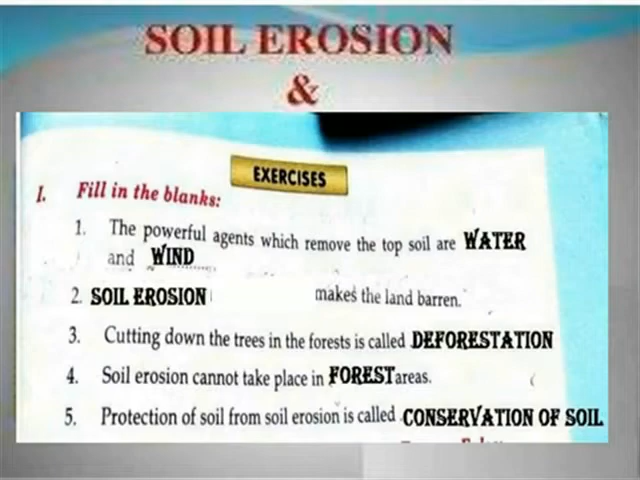 SOIL EROSION
&
EXERCISES
I. Fill in the blanks:
1. The powerful agents which remove the top soil are WATER
and WIND
2. SOIL EROSION makes the land barren.
3. Cutting down the trees in the forests is called DEFORESTATION
4. Soil erosion cannot take place in FOREST areas.
5. Protection of soil from soil erosion is called CONSERVATION OF SOIL